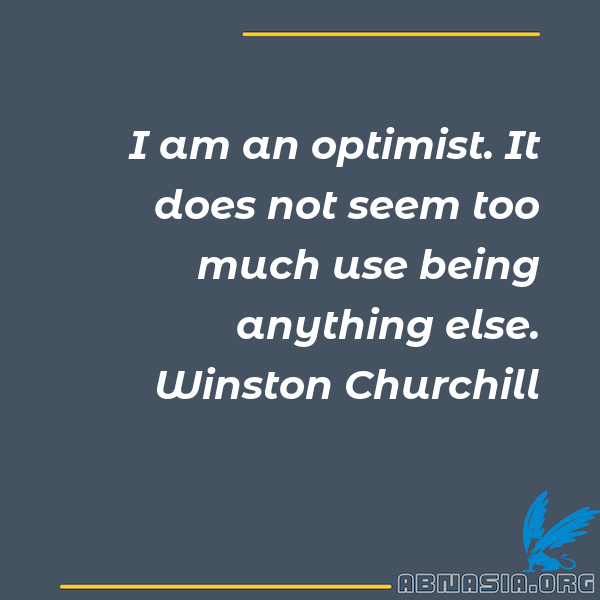 I am an optimist. It
does not seem too
much use being
anything else.
Winston Churchill
ABNASIA.ORG